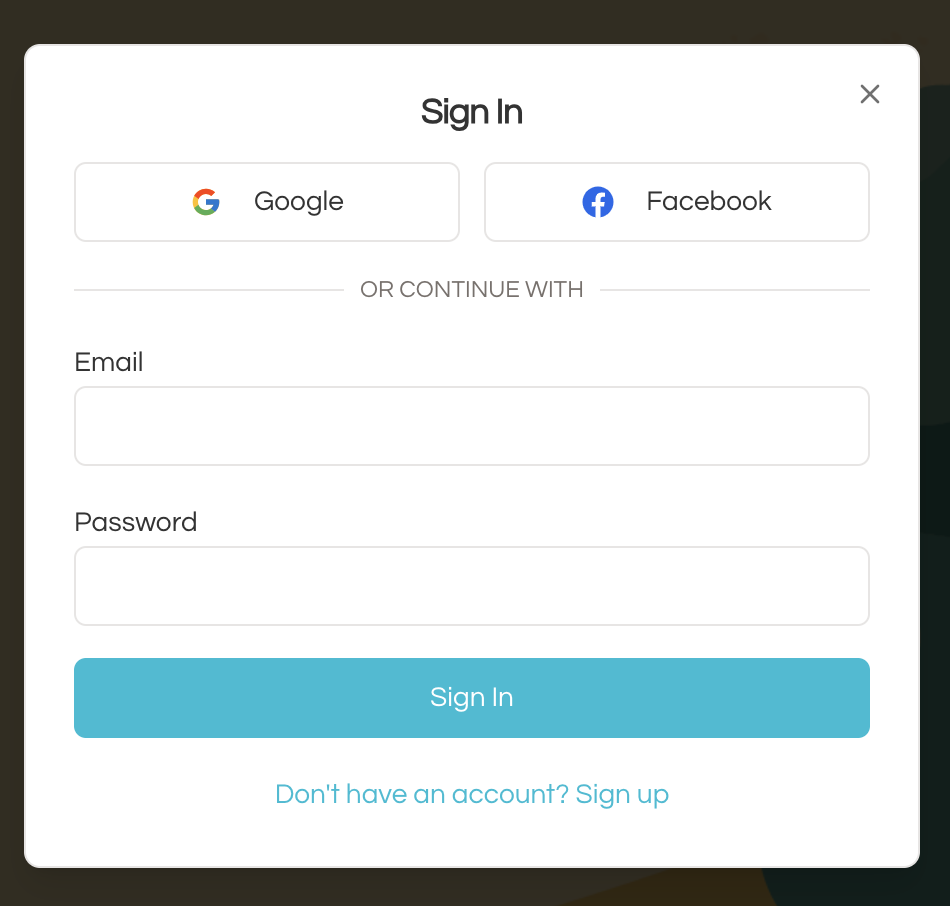 Sign In
Google
Facebook
OR CONTINUE WITH
Email
Password
Sign In
Don't have an account? Sign up